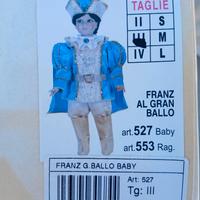 TAGLIE
II S
III M
IV L
FRANZ
AL GRAN
BALLO
art.527 Baby
art.553 Rag.
FRANZ G.BALLO BABY
Art: 527
Tg: III